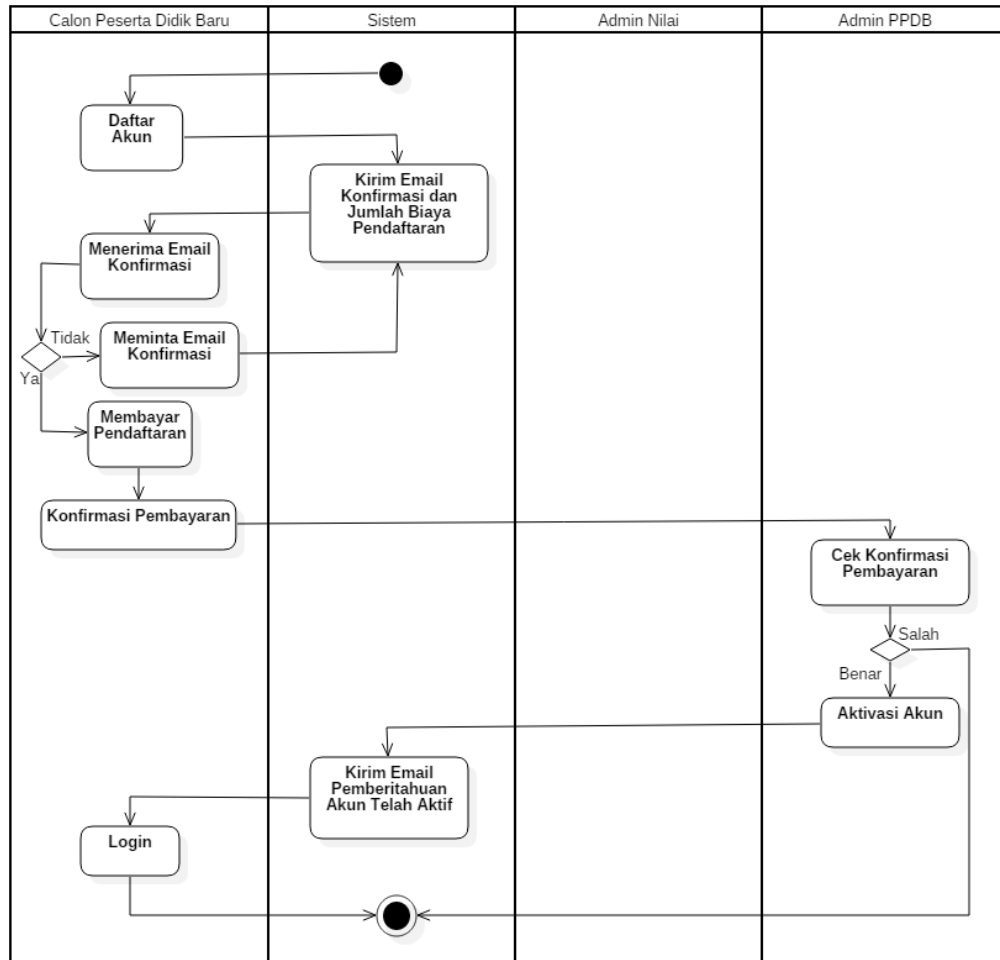 Calon Peserta Didik Baru
Sistem
Admin Nilai
Admin PPDB
Daftar
Akun
Kirim Email
Konfirmasi dan
Jumlah Biaya
Pendaftaran
Menerima Email
Konfirmasi
Tidak
Meminta Email
Konfirmasi
Ya
Membayar
Pendaftaran
Konfirmasi Pembayaran
Cek Konfirmasi
Pembayaran
Salah
Benar
Aktivasi Akun
Kirim Email
Pemberitahuan
Akun Telah Aktif
Login